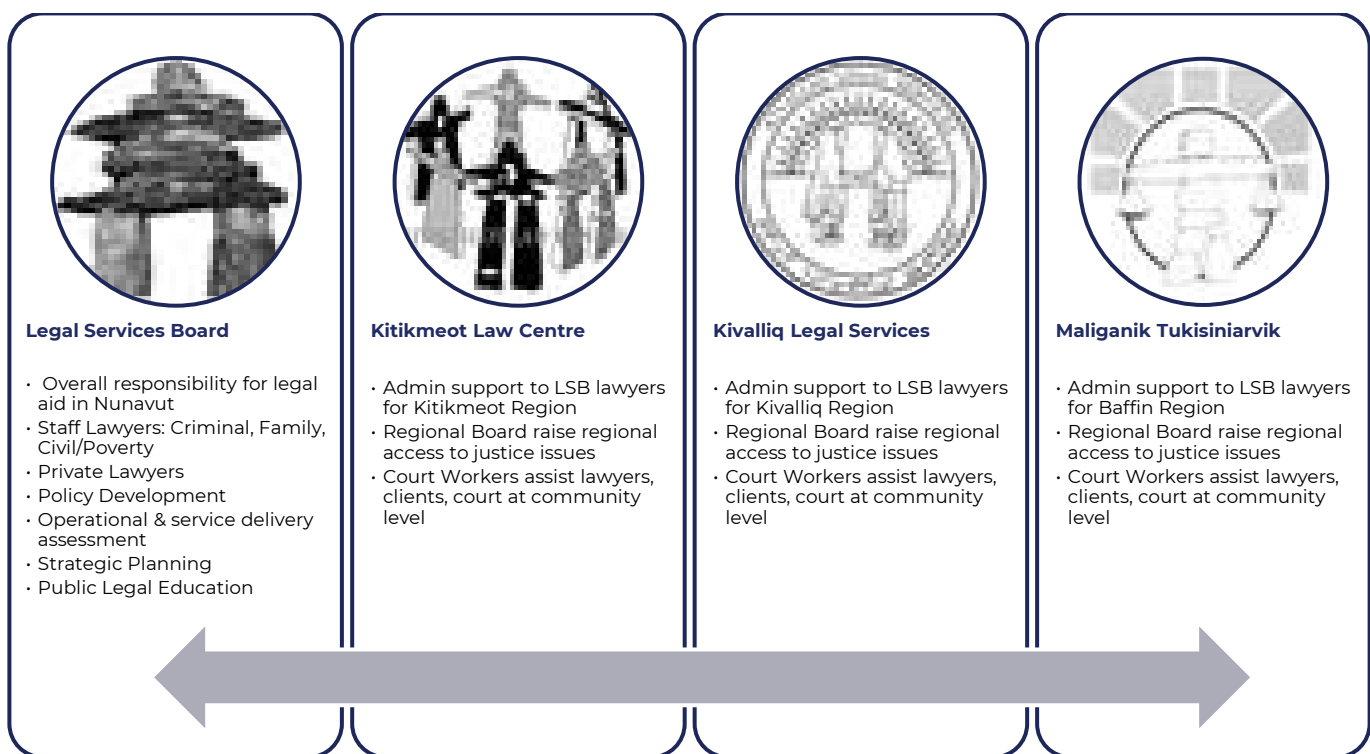 Legal Services Board
· Overall responsibility for legal
aid in Nunavut
· Staff Lawyers: Criminal, Family,
Civil/Poverty
· Private Lawyers
· Policy Development
· Operational & service delivery
assessment
· Strategic Planning
· Public Legal Education
Kitikmeot Law Centre
· Admin support to LSB lawyers
for Kitikmeot Region
· Regional Board raise regional
access to justice issues
· Court Workers assist lawyers,
clients, court at community
level
Kivalliq Legal Services
· Admin support to LSB lawyers
for Kivalliq Region
· Regional Board raise regional
access to justice issues
· Court Workers assist lawyers,
clients, court at community
level
Maliganik Tukisiniarvik
· Admin support to LSB lawyers
for Baffin Region
· Regional Board raise regional
access to justice issues
· Court Workers assist lawyers,
clients, court at community
level